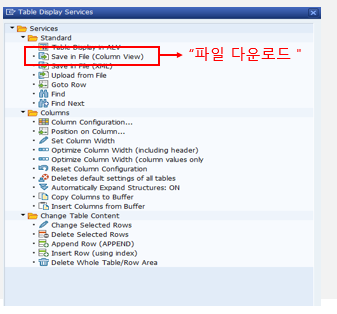 Table Display Services
Services
Standard
Table Display in ALV
Save in File (Column View)
"파일 다운로드 "
Save in File (XML)
Upload from File
Goto Row
Find
Find Next
Columns
Column Configuration...
Position on Column...
Set Column Width
Optimize Column Width (including header)
Optimize Column Width (column values only
Reset Column Configuration
Deletes default settings of all tables
Automatically Expand Structures: ON
Copy Columns to Buffer
Insert Columns from Buffer
Change Table Content
Change Selected Rows
Delete Selected Rows
Append Row (APPEND)
Insert Row (using index)
Delete Whole Table/Row Area